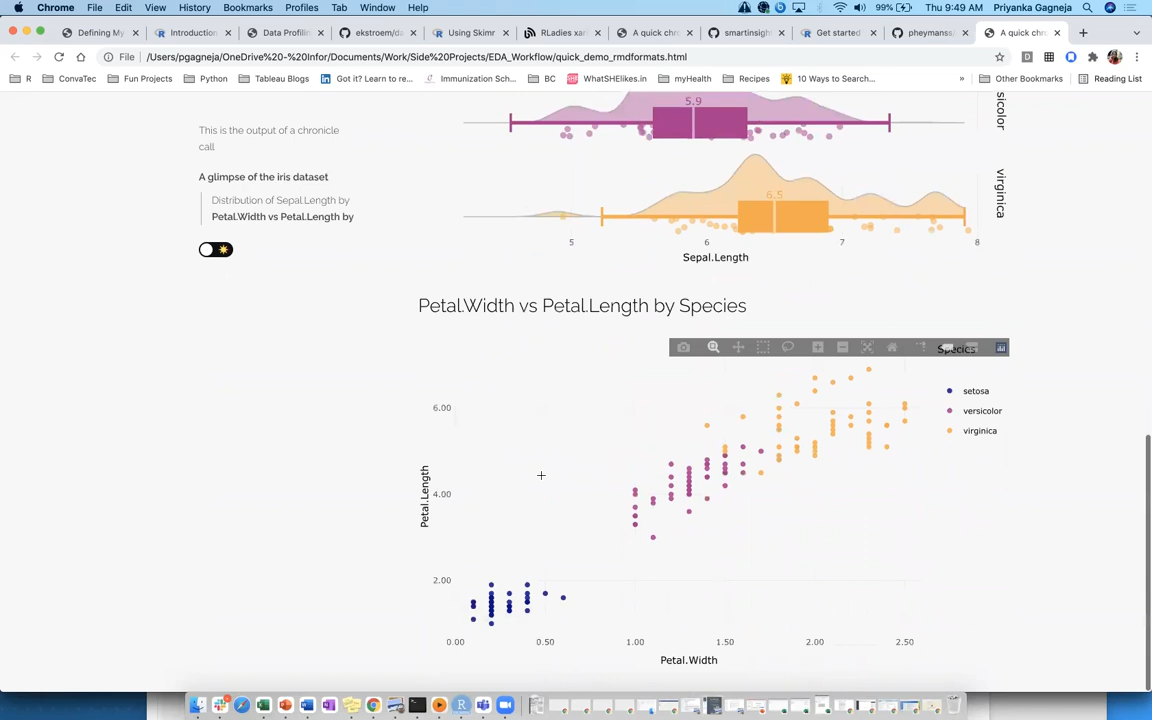 Chrome File Edit View History Bookmarks Profiles Tab Window Help 99% Thu 9:49 AM Priyanka Gagneja
Defining My Introduction Data Profilin ekstroem/da Using Skimr RLadies xari A quick chro smartinsigh Get started pheymanss/ A quick chro
File /Users/pgagneja/OneDrive%20-%20Infor/Documents/Work/Side%20Projects/EDA_Workflow/quick_demo_rmdformats.html
R ConvaTec Fun Projects Python Tableau Blogs Got it? Learn to re... Immunization Sch... BC WhatSHElikes.in myHealth Recipes 10 Ways to Search... » Other Bookmarks Reading List
This is the output of a chronicle
call
A glimpse of the iris dataset
Distribution of Sepal.Length by
Petal.Width vs Petal.Length by
5.9
sicolor
6.5
virginica
5 6 7 8
Sepal.Length
Petal.Width vs Petal.Length by Species
Species
setosa
versicolor
virginica
6.00
4.00
2.00
Petal.Length
0.00 0.50 1.00 1.50 2.00 2.50
Petal.Width